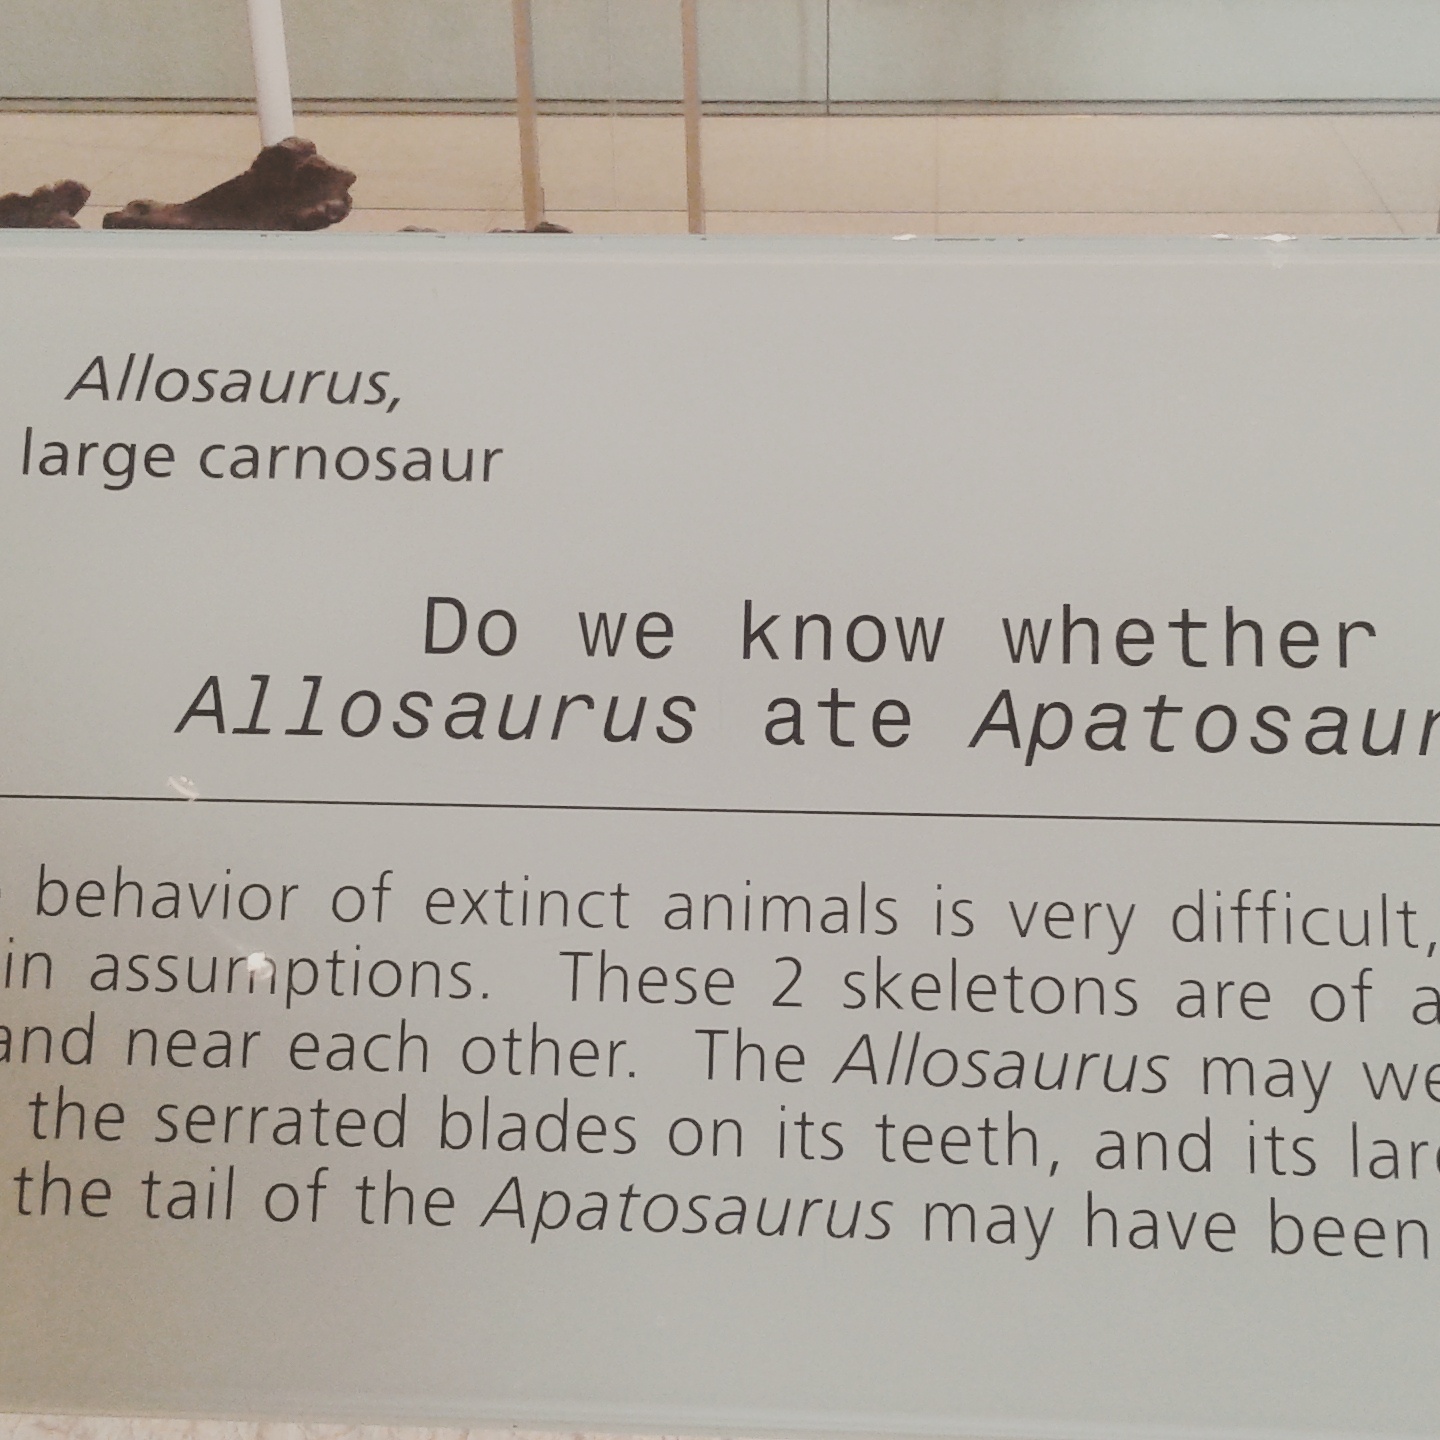 Allosaurus,
large carnosaur
Do we know whether
Allosaurus ate Apatosaur
behavior of extinct animals is very difficult,
in assumptions. These 2 skeletons are of a
and near each other. The Allosaurus may we
the serrated blades on its teeth, and its lar
the tail of the Apatosaurus may have been